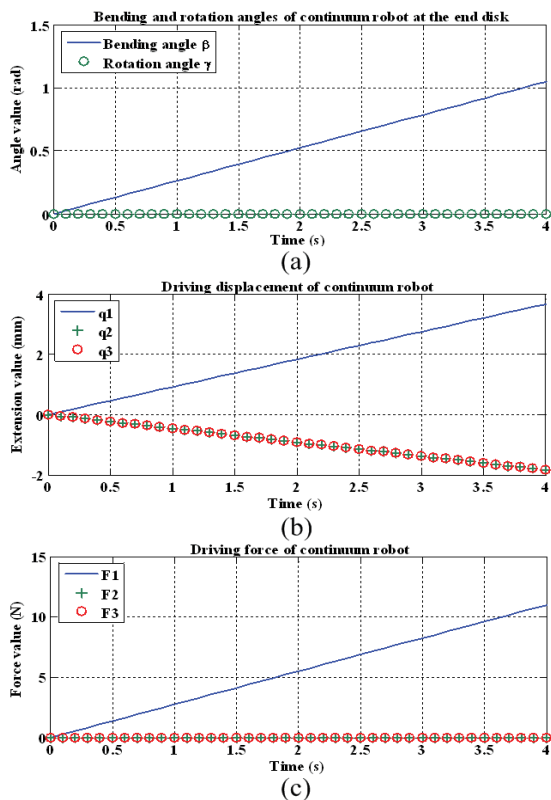 Bending and rotation angles of continuum robot at the end disk
1.5
Bending angle β
Rotation angle γ
1
Angle value (rad)
0.5
0
0 0.5 1 1.5 2 2.5 3 3.5 4
Time (s)
(a)
Driving displacement of continuum robot
4
q1
q2
q3
2
Extension value (mm)
0
-2
0 0.5 1 1.5 2 2.5 3 3.5 4
Time (s)
(b)
Driving force of continuum robot
15
F1
F2
F3
10
Force value (N)
5
0
0 0.5 1 1.5 2 2.5 3 3.5 4
Time (s)
(c)